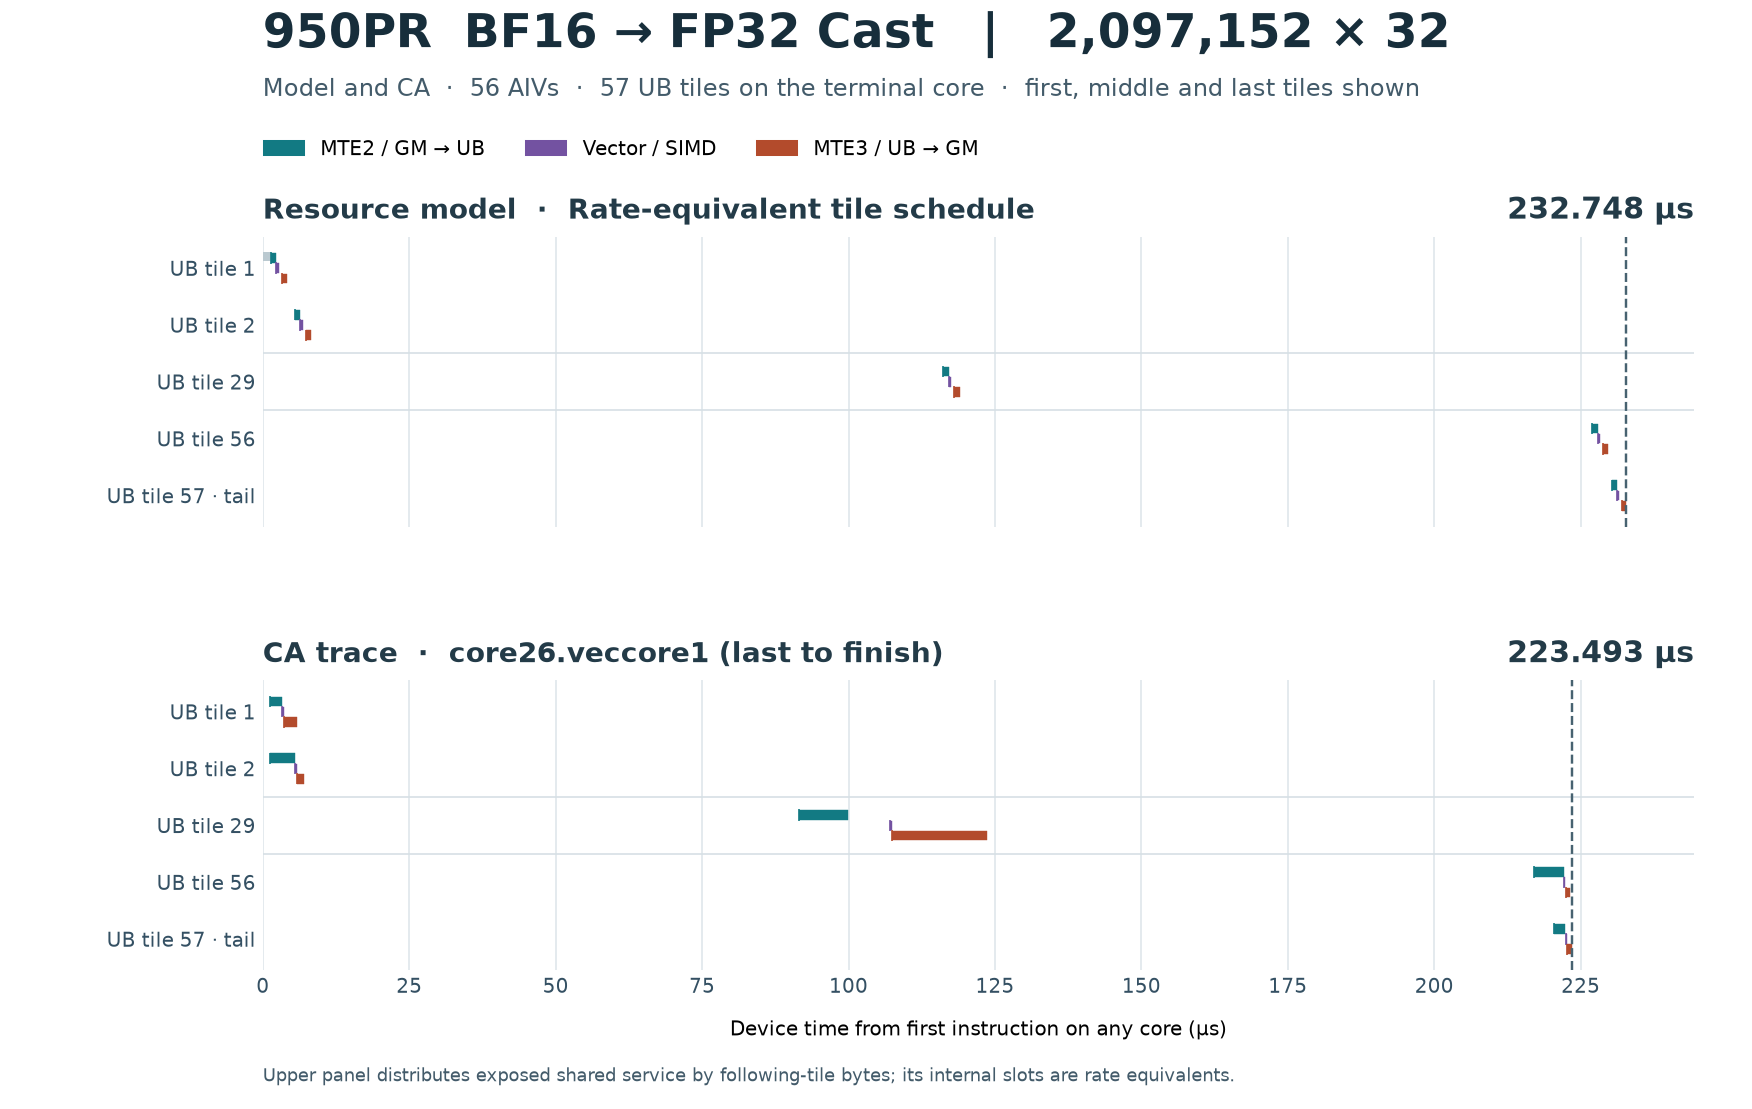 950PR BF16 → FP32 Cast | 2,097,152 × 32
Model and CA · 56 AIVs · 57 UB tiles on the terminal core · first, middle and last tiles shown
MTE2 / GM → UB Vector / SIMD MTE3 / UB → GM
Resource model · Rate-equivalent tile schedule 232.748 µs
UB tile 1
UB tile 2
UB tile 29
UB tile 56
UB tile 57 · tail
CA trace · core26.veccore1 (last to finish) 223.493 µs
UB tile 1
UB tile 2
UB tile 29
UB tile 56
UB tile 57 · tail
0 25 50 75 100 125 150 175 200 225
Device time from first instruction on any core (µs)
Upper panel distributes exposed shared service by following-tile bytes; its internal slots are rate equivalents.